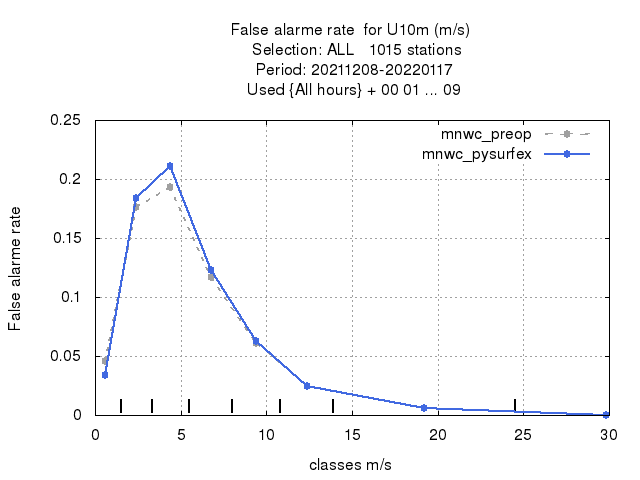 False alarme rate  for U10m (m/s)
Selection: ALL   1015 stations
Period: 20211208-20220117
Used {All hours} + 00 01 ... 09
mnwc_preop
mnwc_pysurfex
0.25
0.2
0.15
0.1
0.05
0
False alarme rate
0 5 10 15 20 25 30
classes m/s